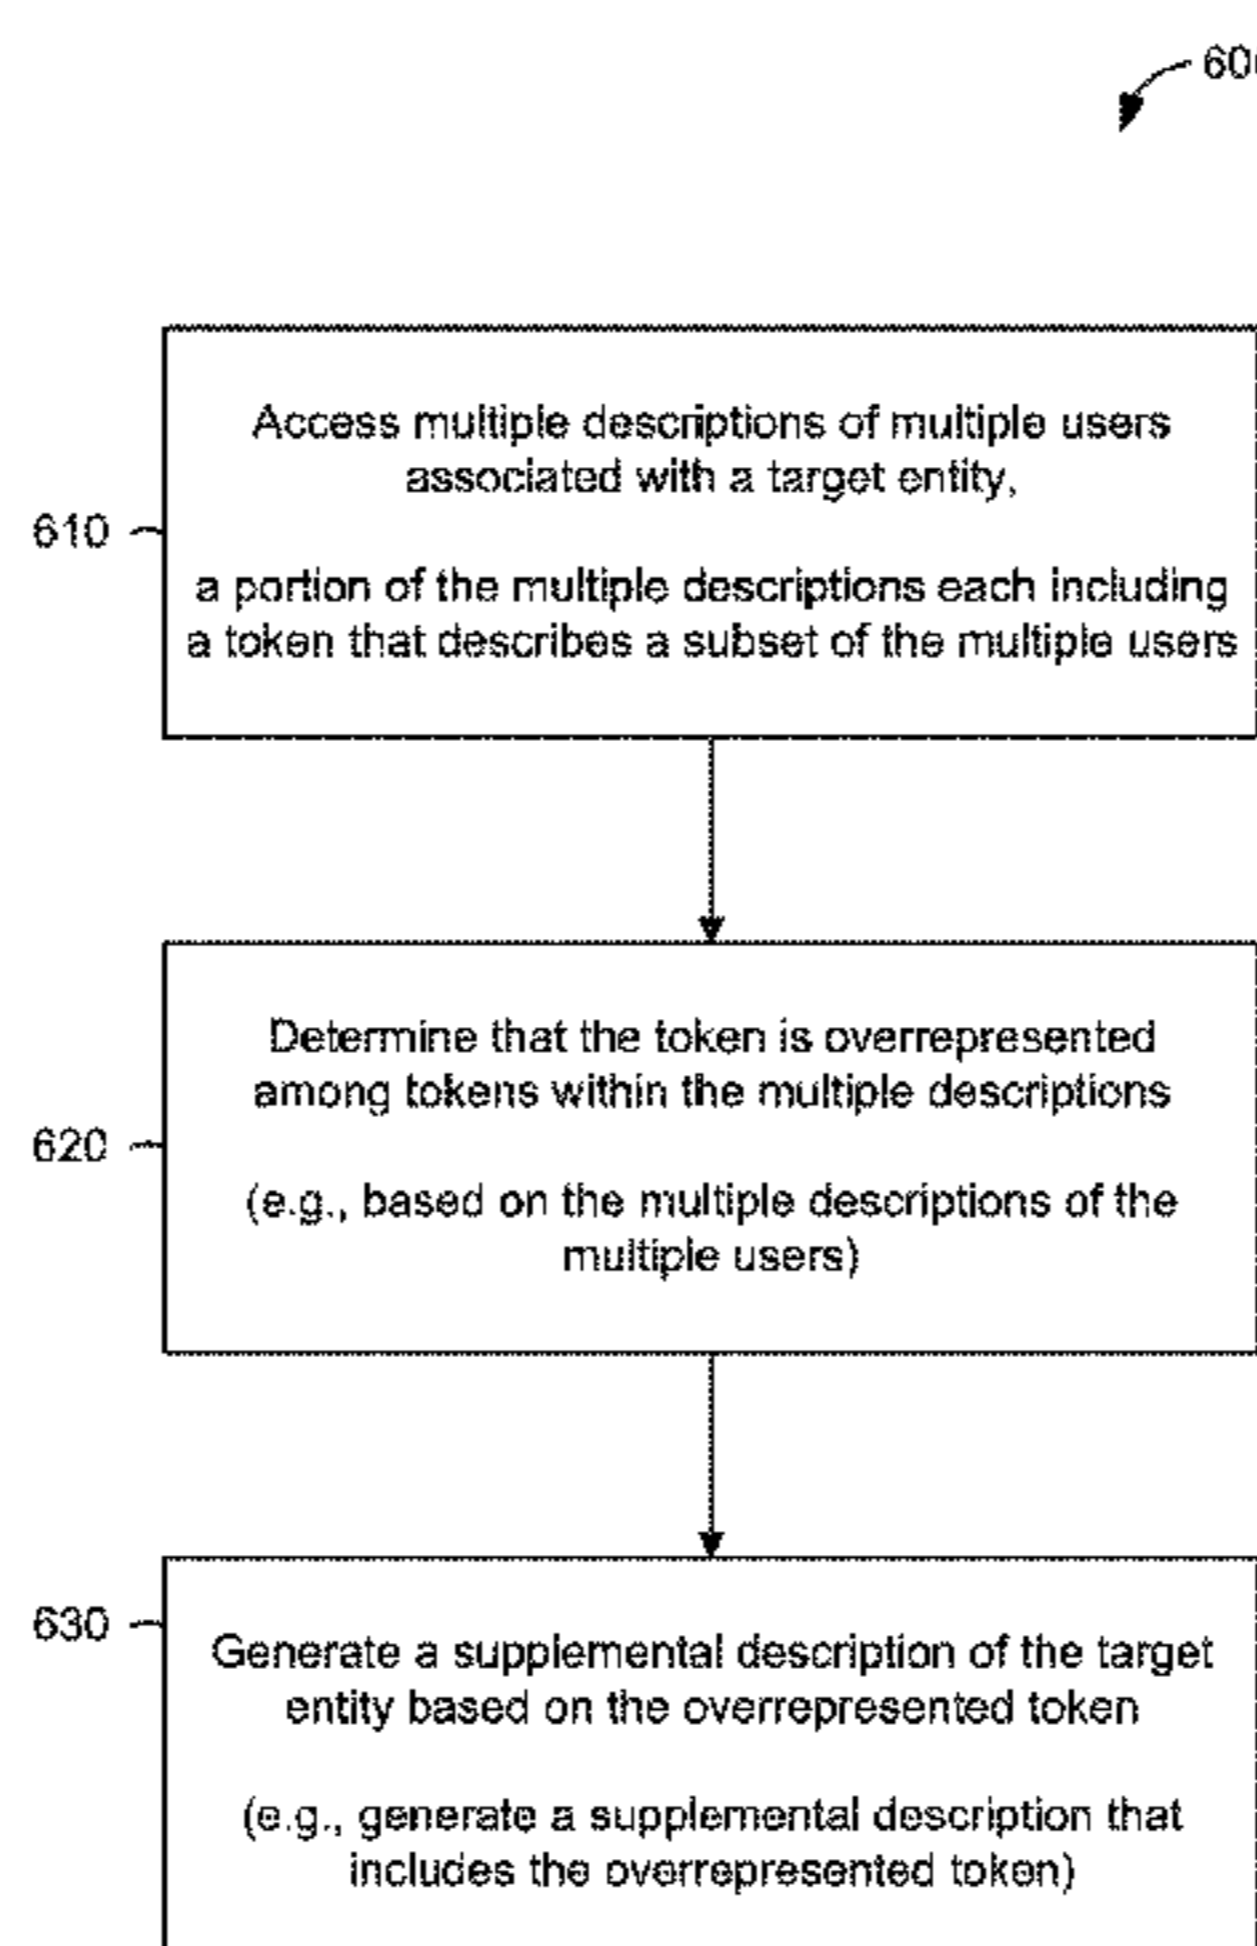 Access multiple descriptions of multiple users
associated with a target entity,
610
a portion of the multiple descriptions each including
a token that describes a subset of the multiple users
Determine that the token is overrepresented
among tokens within the multiple descriptions
620
(e.g., based on the multiple descriptions of the
multiple users)
630
Generate a supplemental description of the target
entity based on the overrepresented token
(e.g., generate a supplemental description that
includes the overrepresented token)